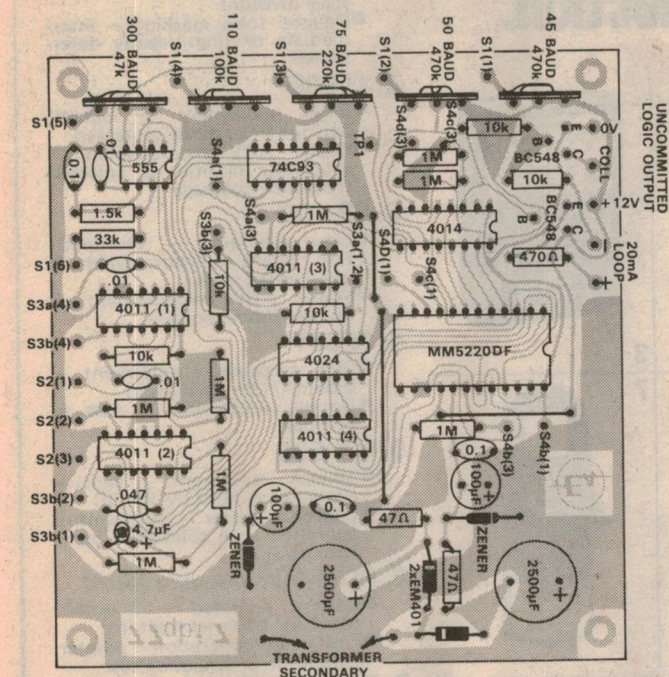 300 BAUD
47k
S1(4)
110 BAUD
100k
S1(3)
75 BAUD
220k
S1(2)
50 BAUD
470k
S1(1)
45 BAUD
470k
UNCOMMITED
LOGIC OUTPUT
S1(5)
0.1
.01
555
S4a(1)
74C93
TP1
S4d(3)
S4c(3)
10k
1M
1M
B
E
0V
C
COLL
BC548
10k
1.5k
33k
S3b(3)
S4a(3)
1M
S3a(1,2)
4014
S4D(1)
S4c(1)
BC548
B
E
+12V
C
470Ω
20mA
LOOP
+
S1(6)
.01
10k
4011 (3)
S3a(4)
4011 (1)
10k
MM5220DF
S3b(4)
10k
4024
S2(1)
.01
1M
S2(2)
1M
4011 (4)
1M
0.1
S4b(3)
S4b(1)
S2(3)
4011 (2)
1M
100µF
+
S3b(2)
.047
100µF
+
0.1
47Ω
ZENER
S3b(1)
4.7µF
+
ZENER
1M
2500µF
+
2xEM401
47Ω
2500µF
+
77gb17
TRANSFORMER
SECONDARY